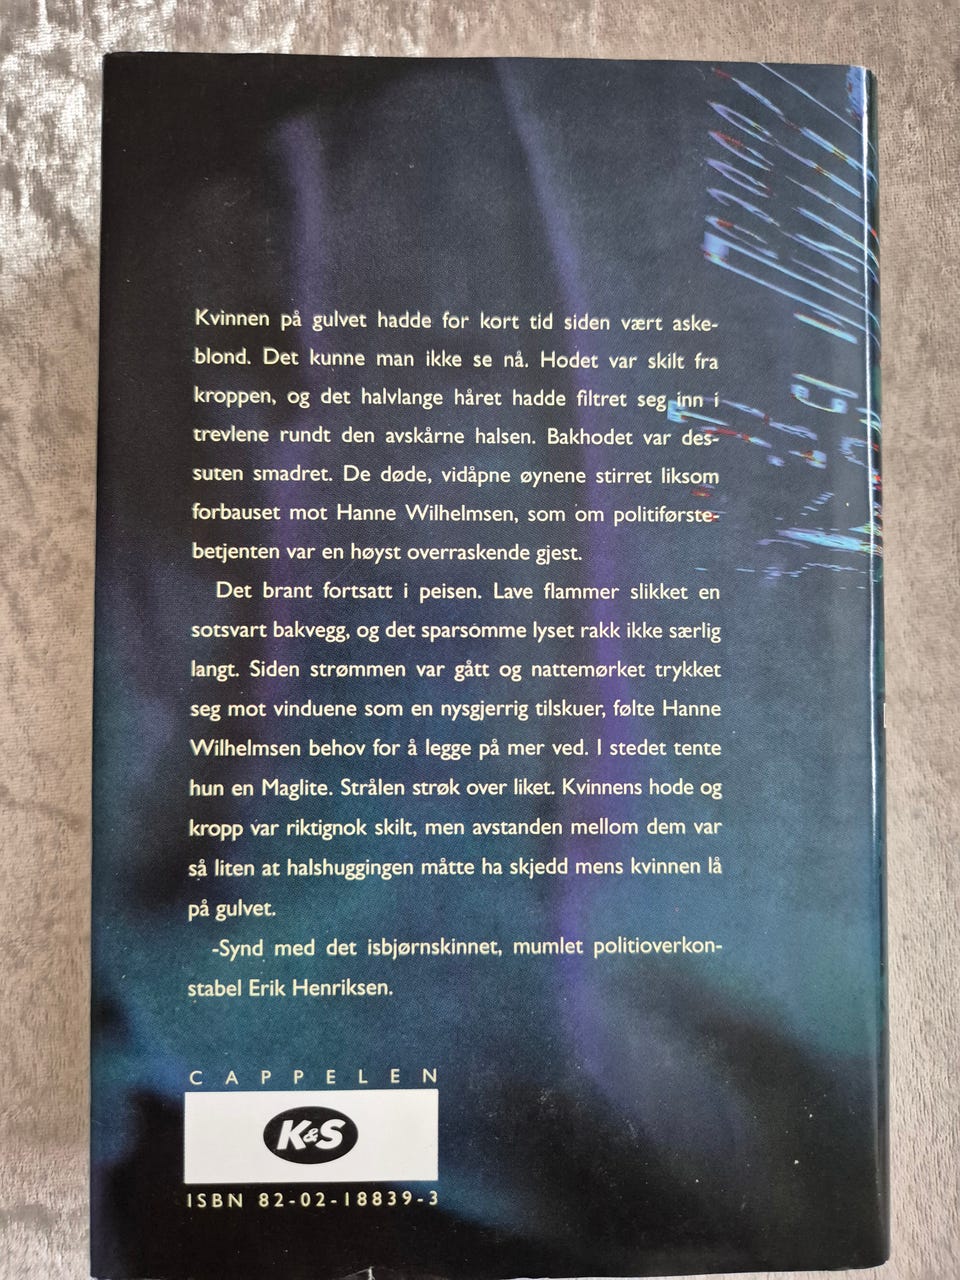 Kvinnen på gulvet hadde for kort tid siden vært aske-
blond. Det kunne man ikke se nå. Hodet var skilt fra
kroppen, og det halvlange håret hadde filtret seg inn i
trevlene rundt den avskårne halsen. Bakhodet var des-
suten smadret. De døde, vidåpne øynene stirret liksom
forbauset mot Hanne Wilhelmsen, som om politiførste-
betjenten var en høyst overraskende gjest.
Det brant fortsatt i peisen. Lave flammer slikket en
sotsvart bakvegg, og det sparsomme lyset rakk ikke særlig
langt. Siden strømmen var gått og nattemørket trykket
seg mot vinduene som en nysgjerrig tilskuer, følte Hanne
Wilhelmsen behov for å legge på mer ved. I stedet tente
hun en Maglite. Strålen strøk over liket. Kvinnens hode og
kropp var riktignok skilt, men avstanden mellom dem var
så liten at halshuggingen måtte ha skjedd mens kvinnen lå
på gulvet.
-Synd med det isbjørnskinnet, mumlet politioverkon-
stabel Erik Henriksen.
CAPPELEN
K&S
ISBN 82-02-18839-3